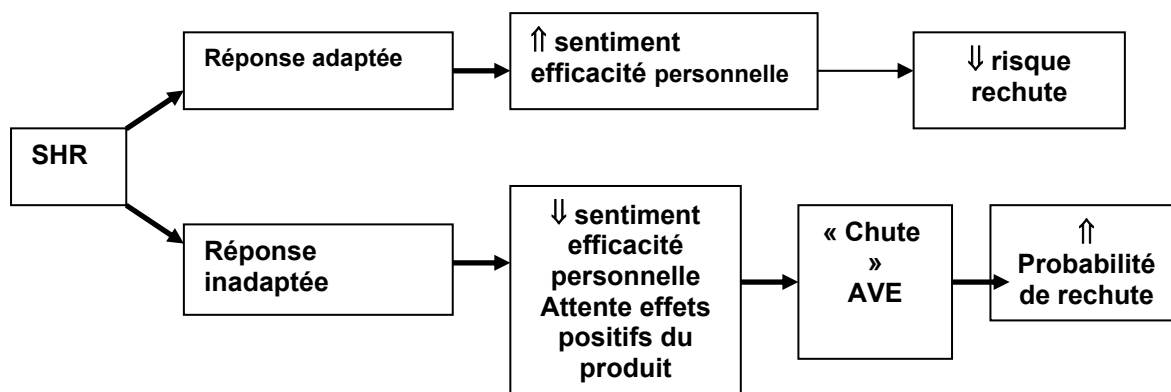 SHR
Réponse adaptée
⇑ sentiment
efficacité personnelle
⇓ risque
rechute
Réponse
inadaptée
⇓ sentiment
efficacité
personnelle
Attente effets
positifs du
produit
« Chute
»
AVE
⇑
Probabilité
de rechute